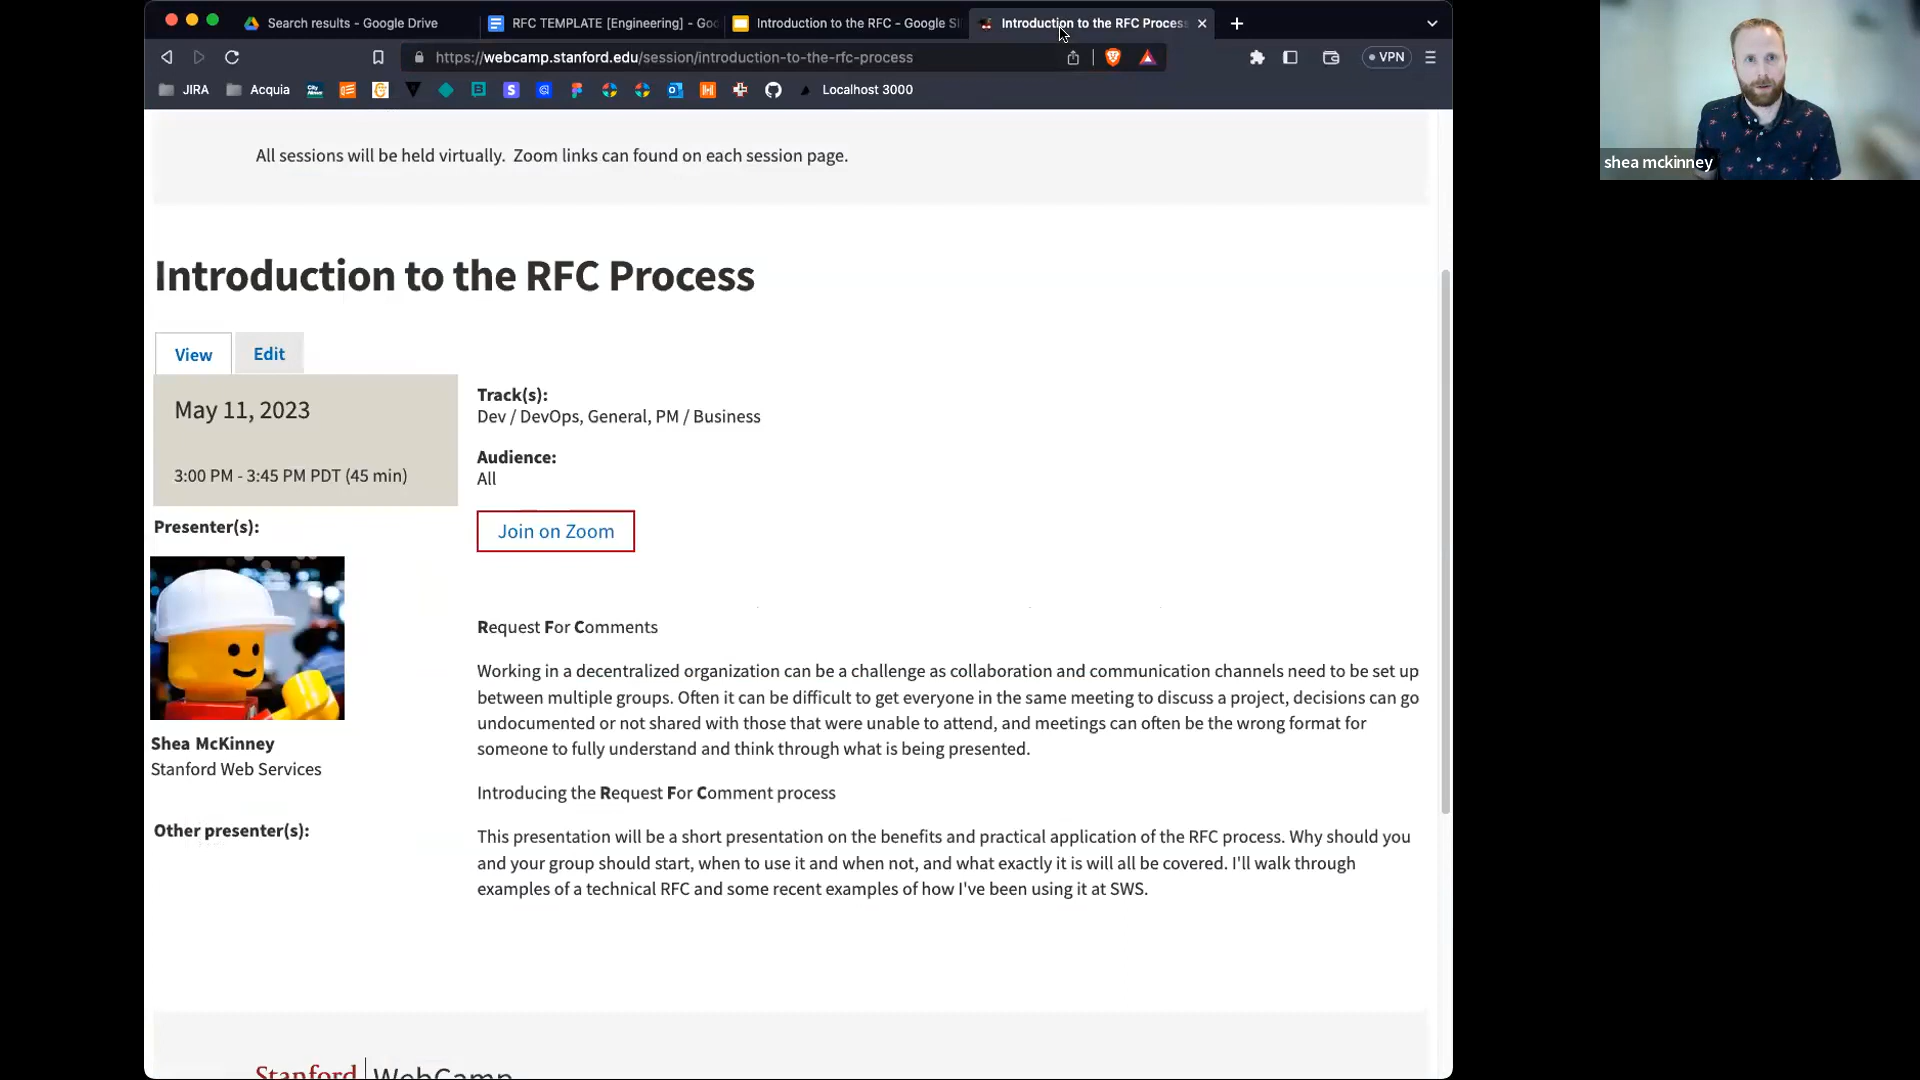 Search results - Google Drive
RFC TEMPLATE [Engineering] - Goo
Introduction to the RFC - Google Sl
Introduction to the RFC Proces
https://webcamp.stanford.edu/session/introduction-to-the-rfc-process
VPN
JIRA
Acquia
Localhost 3000
All sessions will be held virtually. Zoom links can found on each session page.
Introduction to the RFC Process
View
Edit
May 11, 2023
3:00 PM - 3:45 PM PDT (45 min)
Presenter(s):
Shea McKinney
Stanford Web Services
Other presenter(s):
Track(s):
Dev / DevOps, General, PM / Business
Audience:
All
Join on Zoom
Request For Comments
Working in a decentralized organization can be a challenge as collaboration and communication channels need to be set up
between multiple groups. Often it can be difficult to get everyone in the same meeting to discuss a project, decisions can go
undocumented or not shared with those that were unable to attend, and meetings can often be the wrong format for
someone to fully understand and think through what is being presented.
Introducing the Request For Comment process
This presentation will be a short presentation on the benefits and practical application of the RFC process. Why should you
and your group should start, when to use it and when not, and what exactly it is will all be covered. I'll walk through
examples of a technical RFC and some recent examples of how I've been using it at SWS.
Stanford | WebCamp
shea mckinney